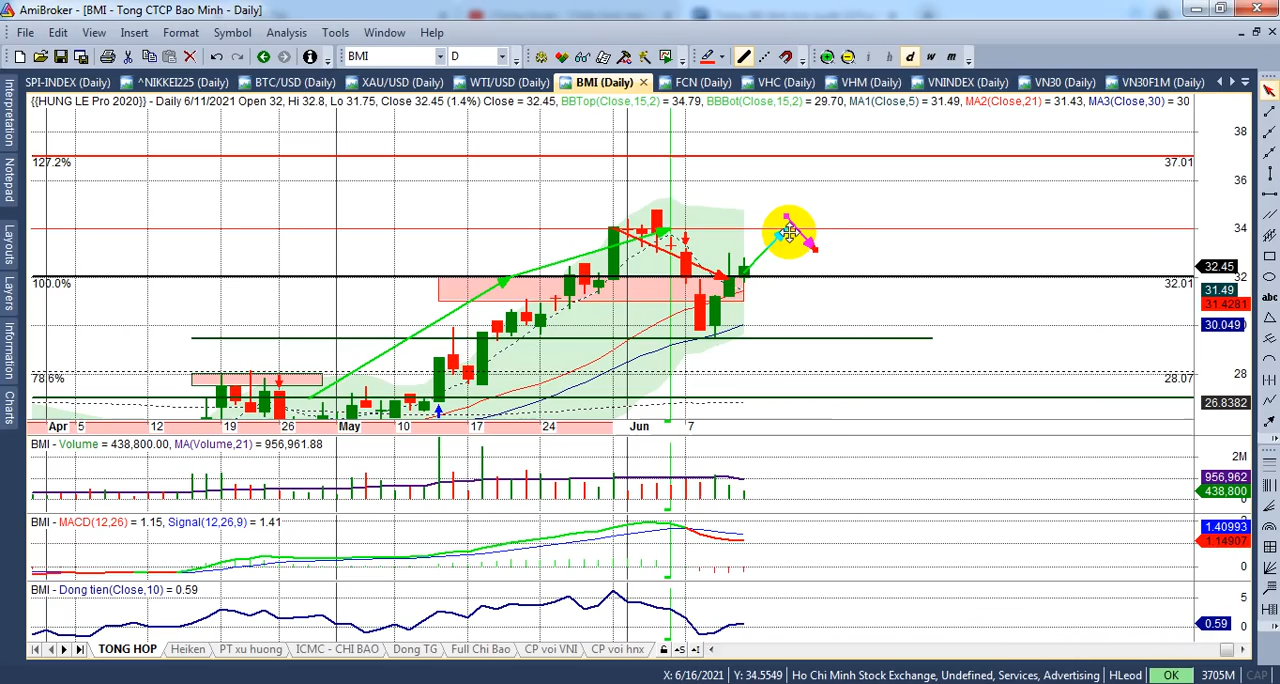 AmiBroker - [BMI - Tong CTCP Bao Minh - Daily]
File Edit View Insert Format Symbol Analysis Tools Window Help
BMI D h i d w m
SPI-INDEX (Daily) ^NIKKEI225 (Daily) BTC/USD (Daily) XAU/USD (Daily) WTI/USD (Daily) BMI (Daily) FCN (Daily) VHC (Daily) VHM (Daily) VNINDEX (Daily) VN30 (Daily) VN30F1M (Daily)
{{HUNG LE Pro 2020}} - Daily 6/11/2021 Open 32, Hi 32.8, Lo 31.75, Close 32.45 (1.4%) Close = 32.45, BBTop(Close,15,2) = 34.79, BBBot(Close,15,2) = 29.70, MA1(Close,5) = 31.49, MA2(Close,21) = 31.43, MA3(Close,30) = 30
Interpretation
Notepad
Layouts
Layers
Information
Charts
abc
38
127.2% 37.01
36
34
32.45
100.0% 32.01
32
31.49
31.4281
30.049
78.6% 28.07
28
26.8382
Apr 5 12 19 26 May 10 17 24 Jun 7
BMI - Volume = 438,800.00, MA(Volume,21) = 956,961.88
2M
956,962
438,800
BMI - MACD(12,26) = 1.15, Signal(12,26,9) = 1.41
1.40993
1.14907
0
BMI - Dong tien(Close,10) = 0.59
5
0.59
0
TONG HOP Heiken PT xu huong ICMC - CHI BAO Dong TG Full Chi Bao CP voi VNI CP voi hnx
X: 6/16/2021 Y: 34.5549 Ho Chi Minh Stock Exchange, Undefined, Services, Advertising HLeod OK 3705M CAP